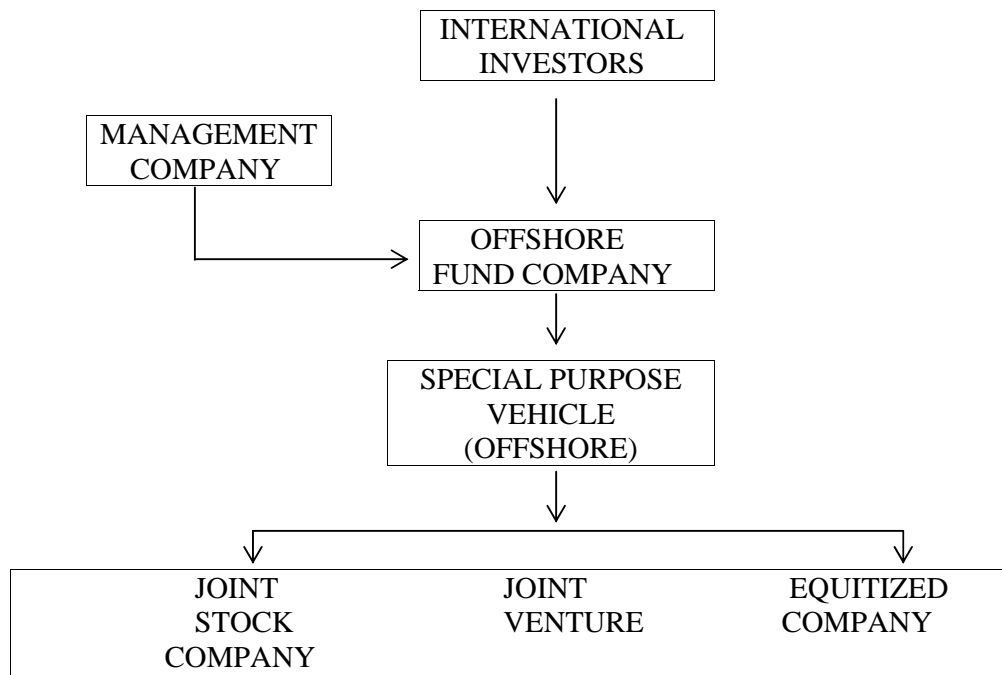 INTERNATIONAL
INVESTORS
MANAGEMENT
COMPANY
OFFSHORE
FUND COMPANY
SPECIAL PURPOSE
VEHICLE
(OFFSHORE)
JOINT
STOCK
COMPANY
JOINT
VENTURE
EQUITIZED
COMPANY